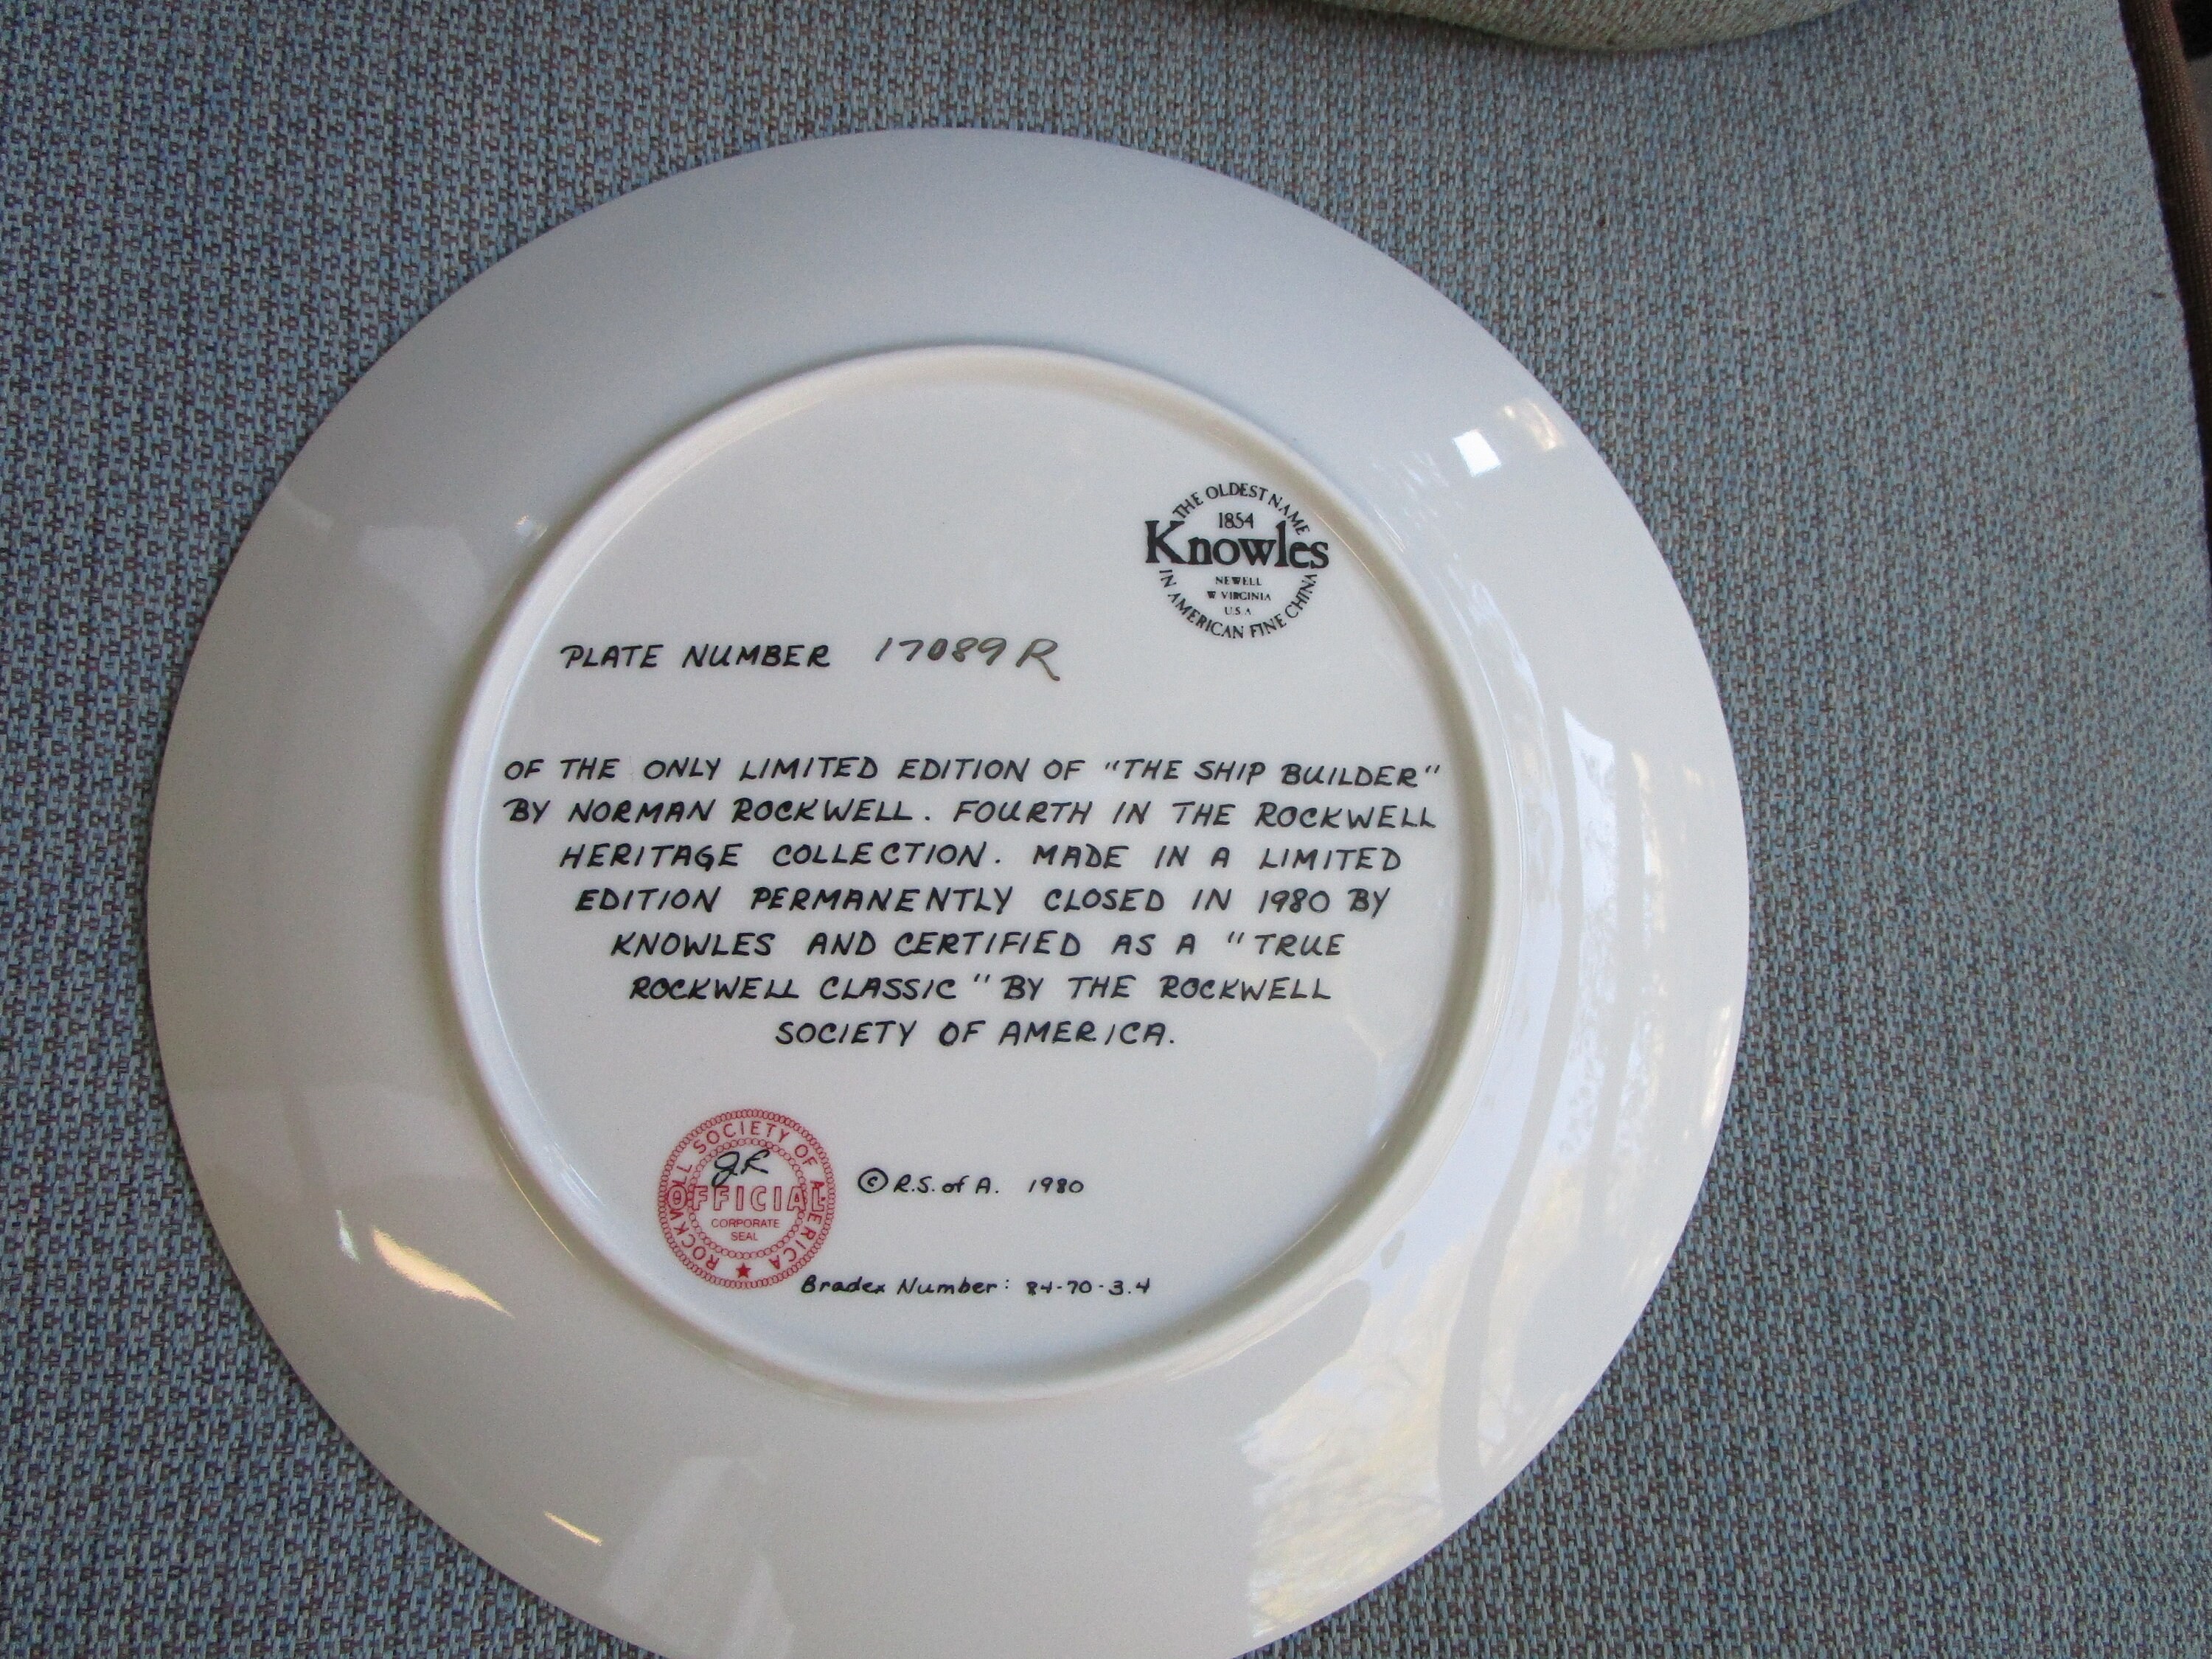 THE OLDEST NAME
1854
Knowles
NEWELL
W VIRGINIA
U.S.A
IN AMERICAN FINE CHINA
PLATE NUMBER 17089 R
OF THE ONLY LIMITED EDITION OF "THE SHIP BUILDER"
BY NORMAN ROCKWELL. FOURTH IN THE ROCKWELL
HERITAGE COLLECTION. MADE IN A LIMITED
EDITION PERMANENTLY CLOSED IN 1980 BY
KNOWLES AND CERTIFIED AS A "TRUE
ROCKWELL CLASSIC" BY THE ROCKWELL
SOCIETY OF AMERICA.
ROCKWELL SOCIETY OF AMERICA
OFFICIAL
CORPORATE
SEAL
© R.S. of A. 1980
Bradex Number: 84-70-3.4